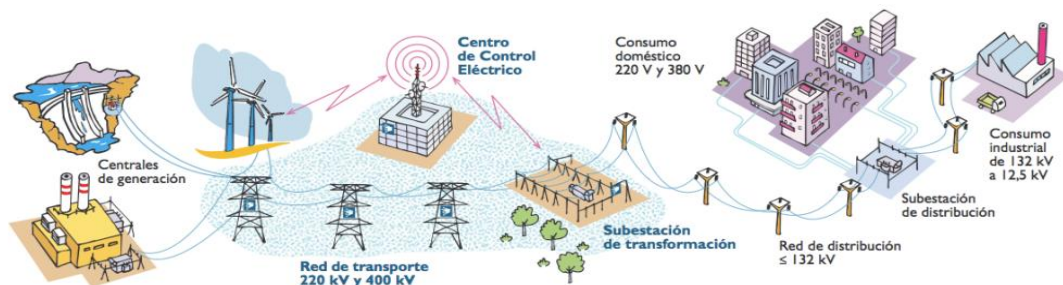 Centrales
de generación
Centro
de Control
Eléctrico
Red de transporte
220 kV y 400 kV
Subestación
de transformación
Consumo
doméstico
220 V y 380 V
Red de distribución
≤ 132 kV
Subestación
de distribución
Consumo
industrial
de 132 kV
a 12,5 kV